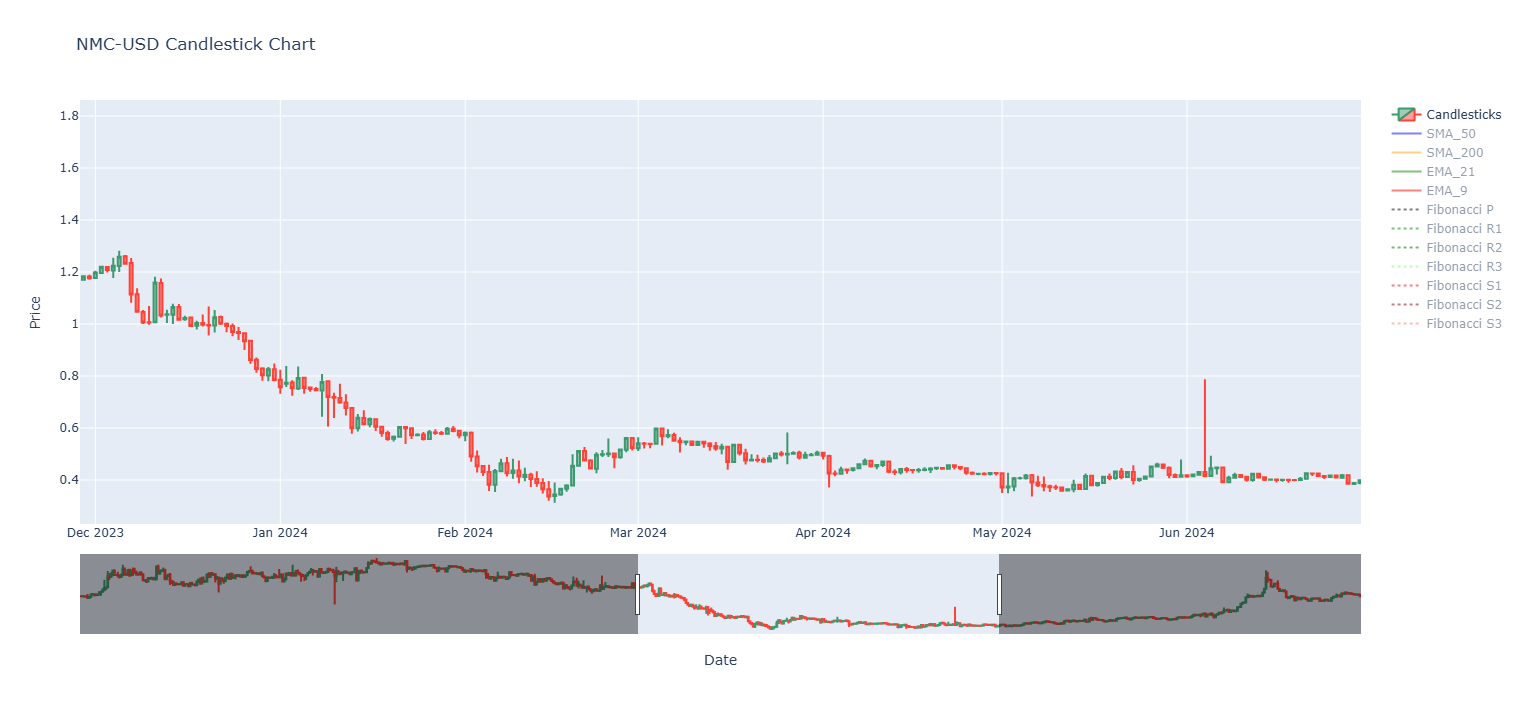 NMC-USD Candlestick Chart
1.8
1.6
1.4
1.2
1
0.8
0.6
0.4
Price
Dec 2023
Jan 2024
Feb 2024
Mar 2024
Apr 2024
May 2024
Jun 2024
Date
Candlesticks
SMA_50
SMA_200
EMA_21
EMA_9
Fibonacci P
Fibonacci R1
Fibonacci R2
Fibonacci R3
Fibonacci S1
Fibonacci S2
Fibonacci S3